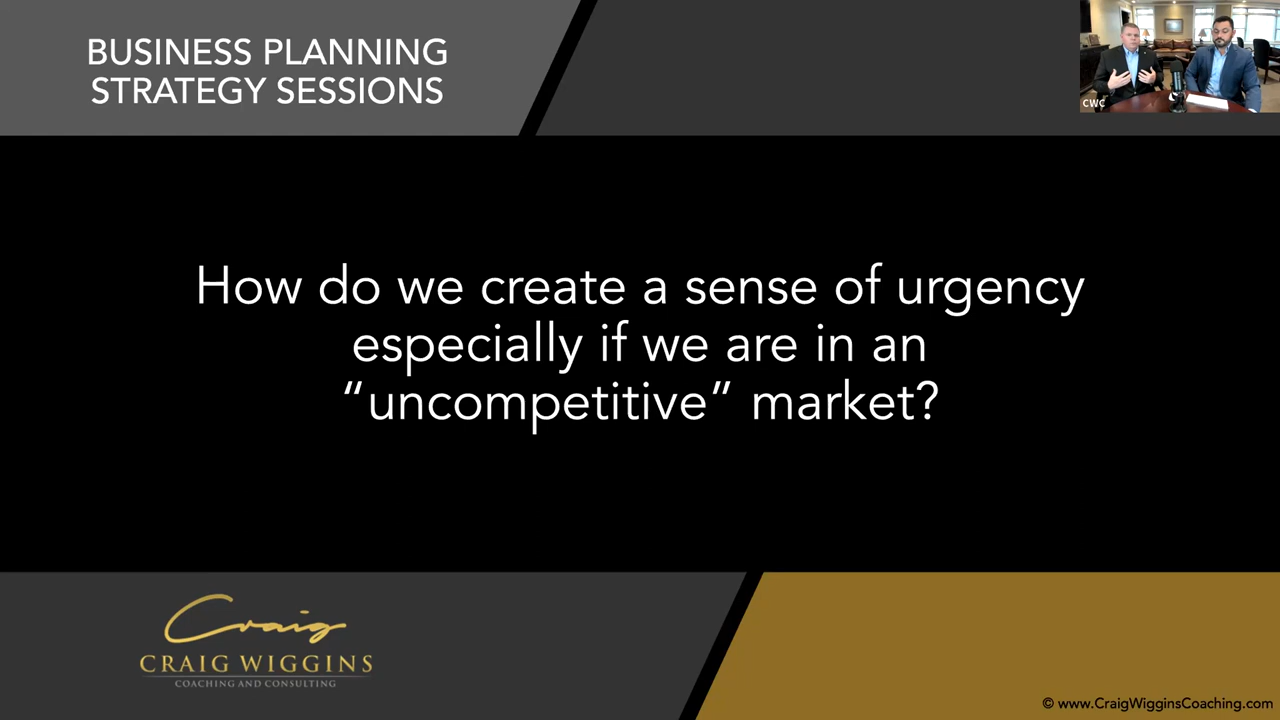 BUSINESS PLANNING
STRATEGY SESSIONS
CWC
How do we create a sense of urgency
especially if we are in an
“uncompetitive” market?
Craig
CRAIG WIGGINS
COACHING AND CONSULTING
© www.CraigWigginsCoaching.com